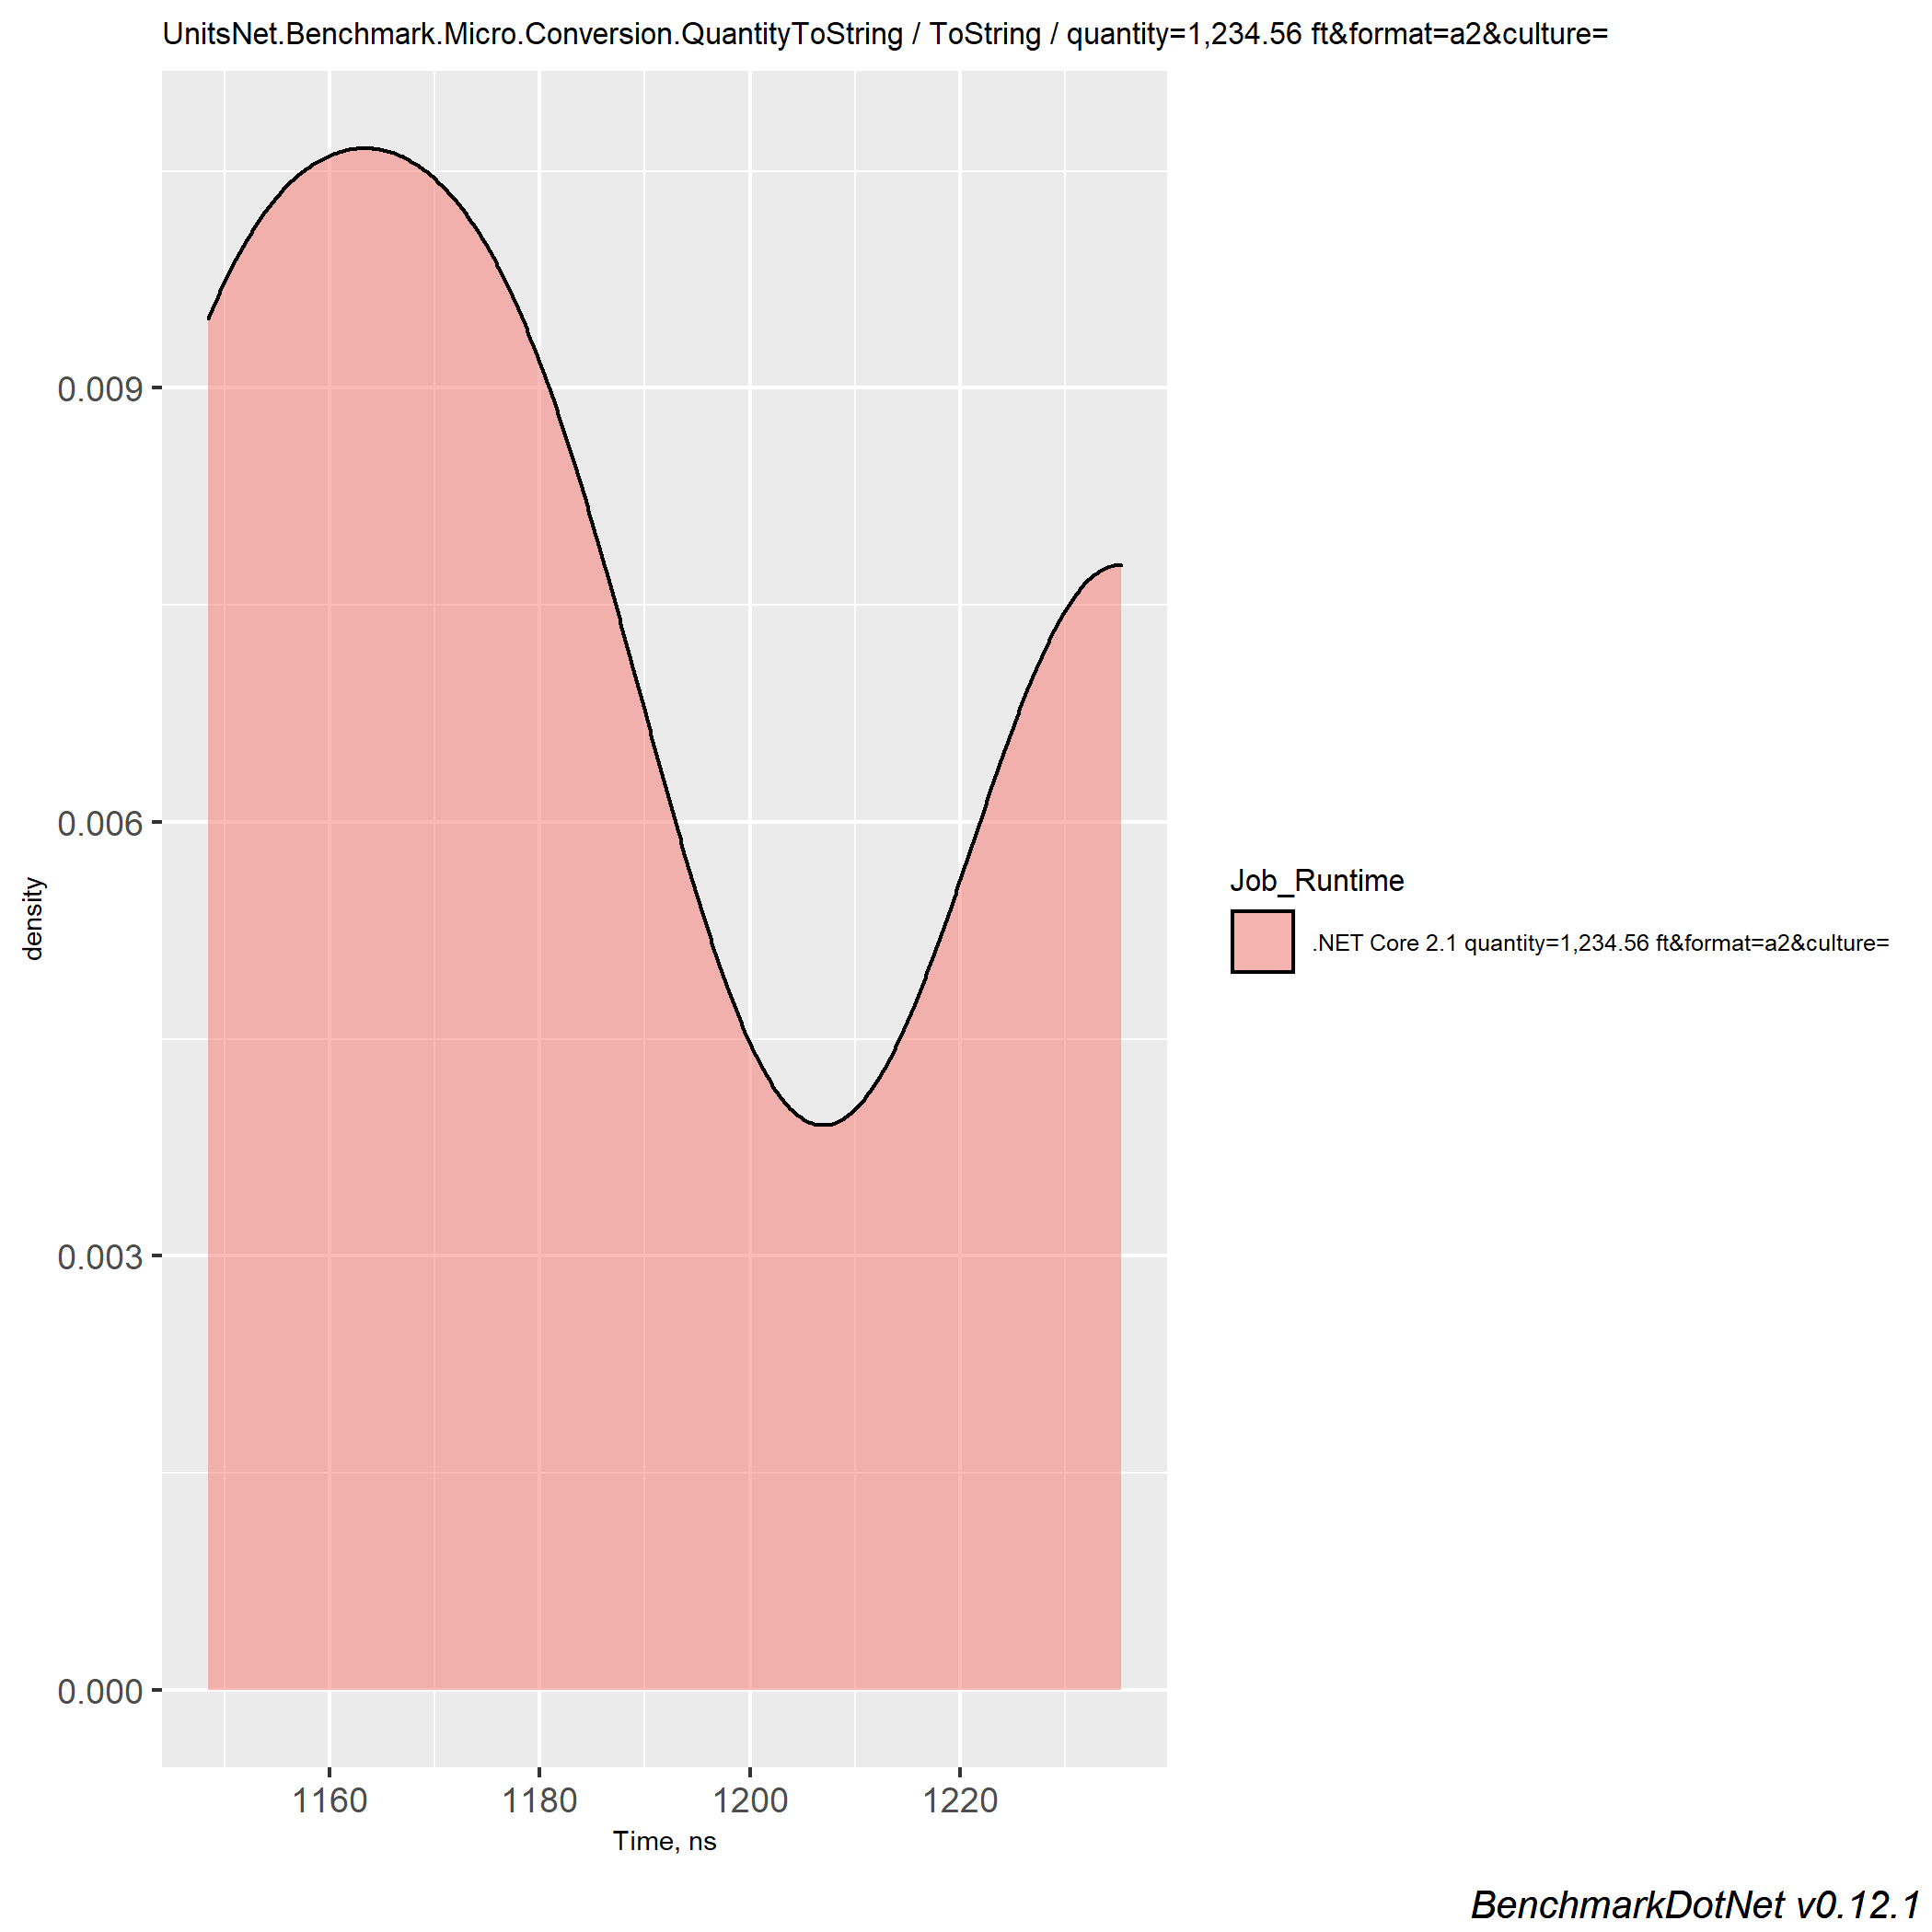 UnitsNet.Benchmark.Micro.Conversion.QuantityToString / ToString / quantity=1,234.56 ft&format=a2&culture=
0.009
0.006
0.003
0.000
density
1160
1180
1200
1220
Time, ns
Job_Runtime
.NET Core 2.1 quantity=1,234.56 ft&format=a2&culture=
BenchmarkDotNet v0.12.1